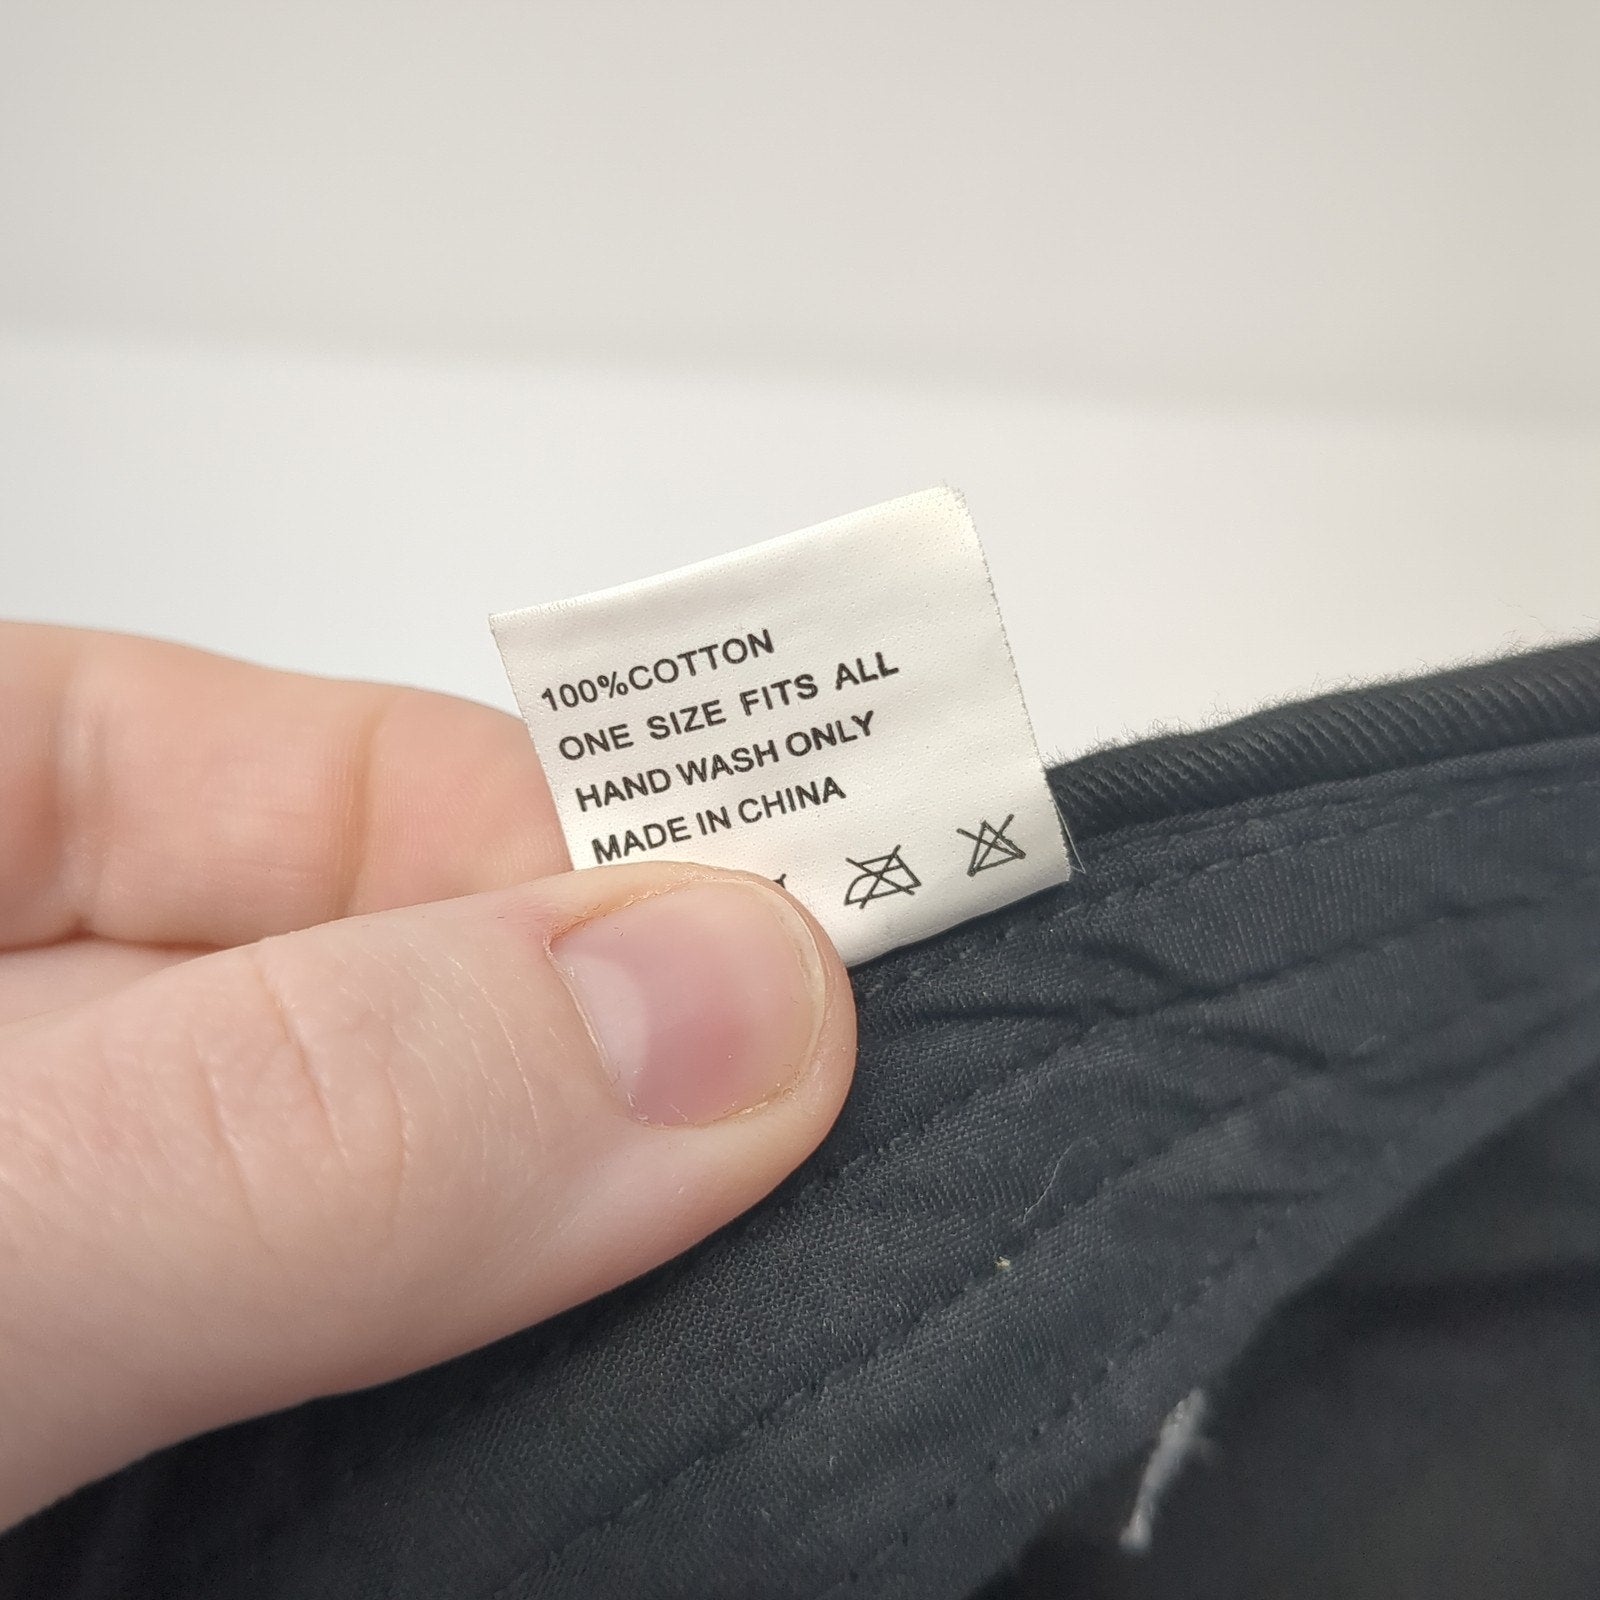 100%COTTON
ONE SIZE FITS ALL
HAND WASH ONLY
MADE IN CHINA